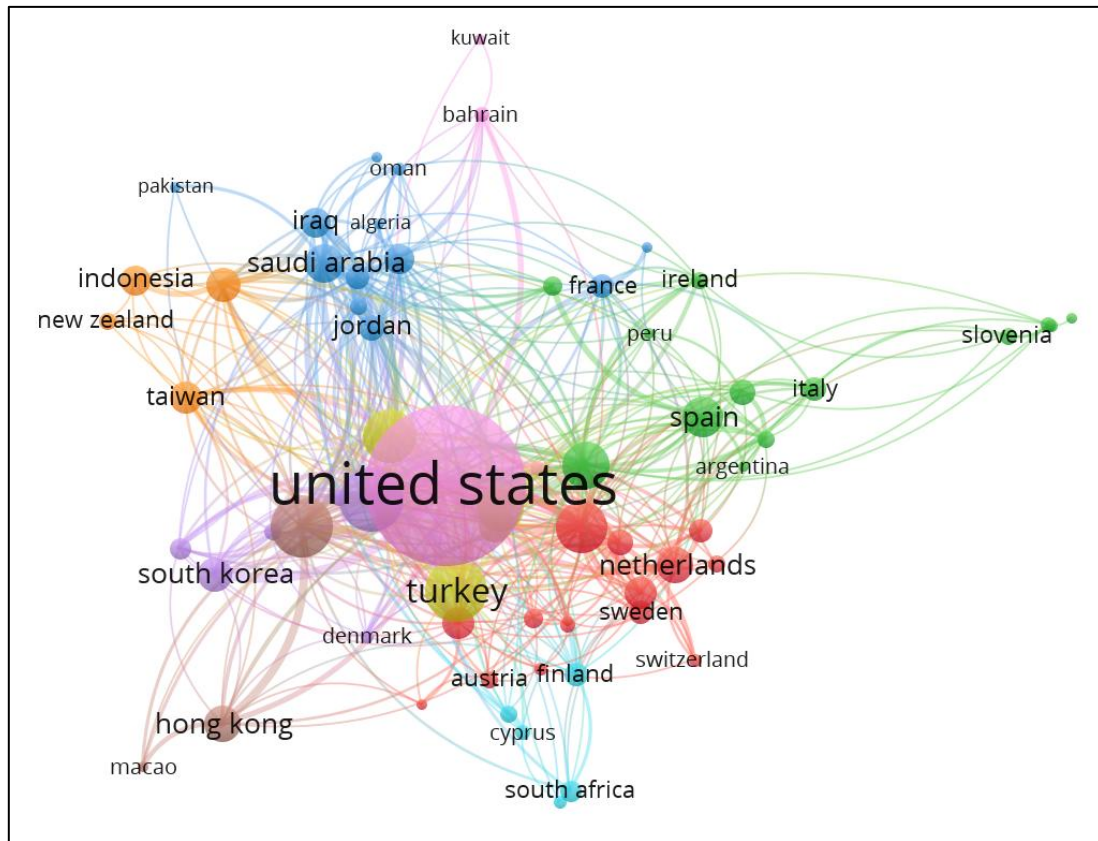 kuwait
bahrain
oman
pakistan
iraq
algeria
saudi arabia
indonesia
france
ireland
new zealand
jordan
peru
slovenia
taiwan
italy
spain
argentina
united states
netherlands
south korea
turkey
sweden
denmark
switzerland
austria
finland
hong kong
cyprus
macao
south africa